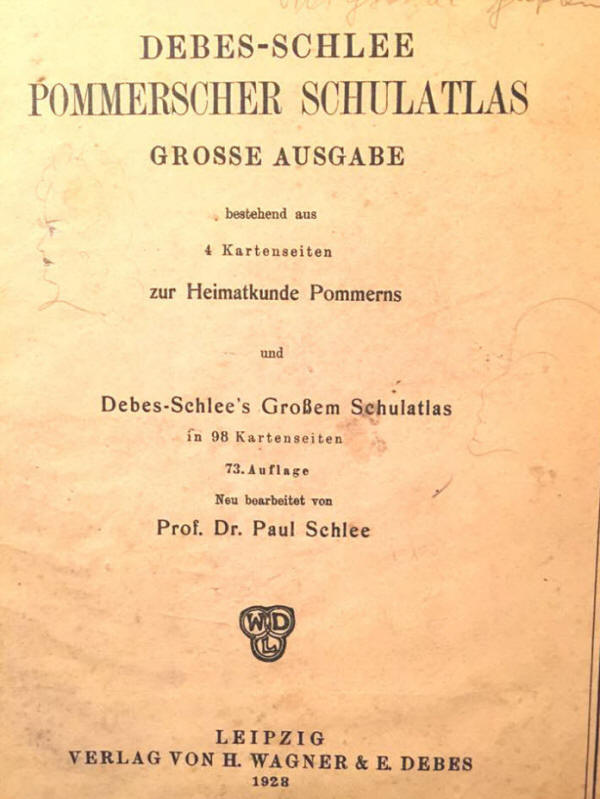 DEBES-SCHLEE
POMMERSCHER SCHULATLAS
GROSSE AUSGABE
bestehend aus
4 Kartenseiten
zur Heimatkunde Pommerns
und
Debes-Schlee's Großem Schulatlas
in 98 Kartenseiten
73. Auflage
Neu bearbeitet von
Prof. Dr. Paul Schlee
W D
L
LEIPZIG
VERLAG VON H. WAGNER & E. DEBES
1928